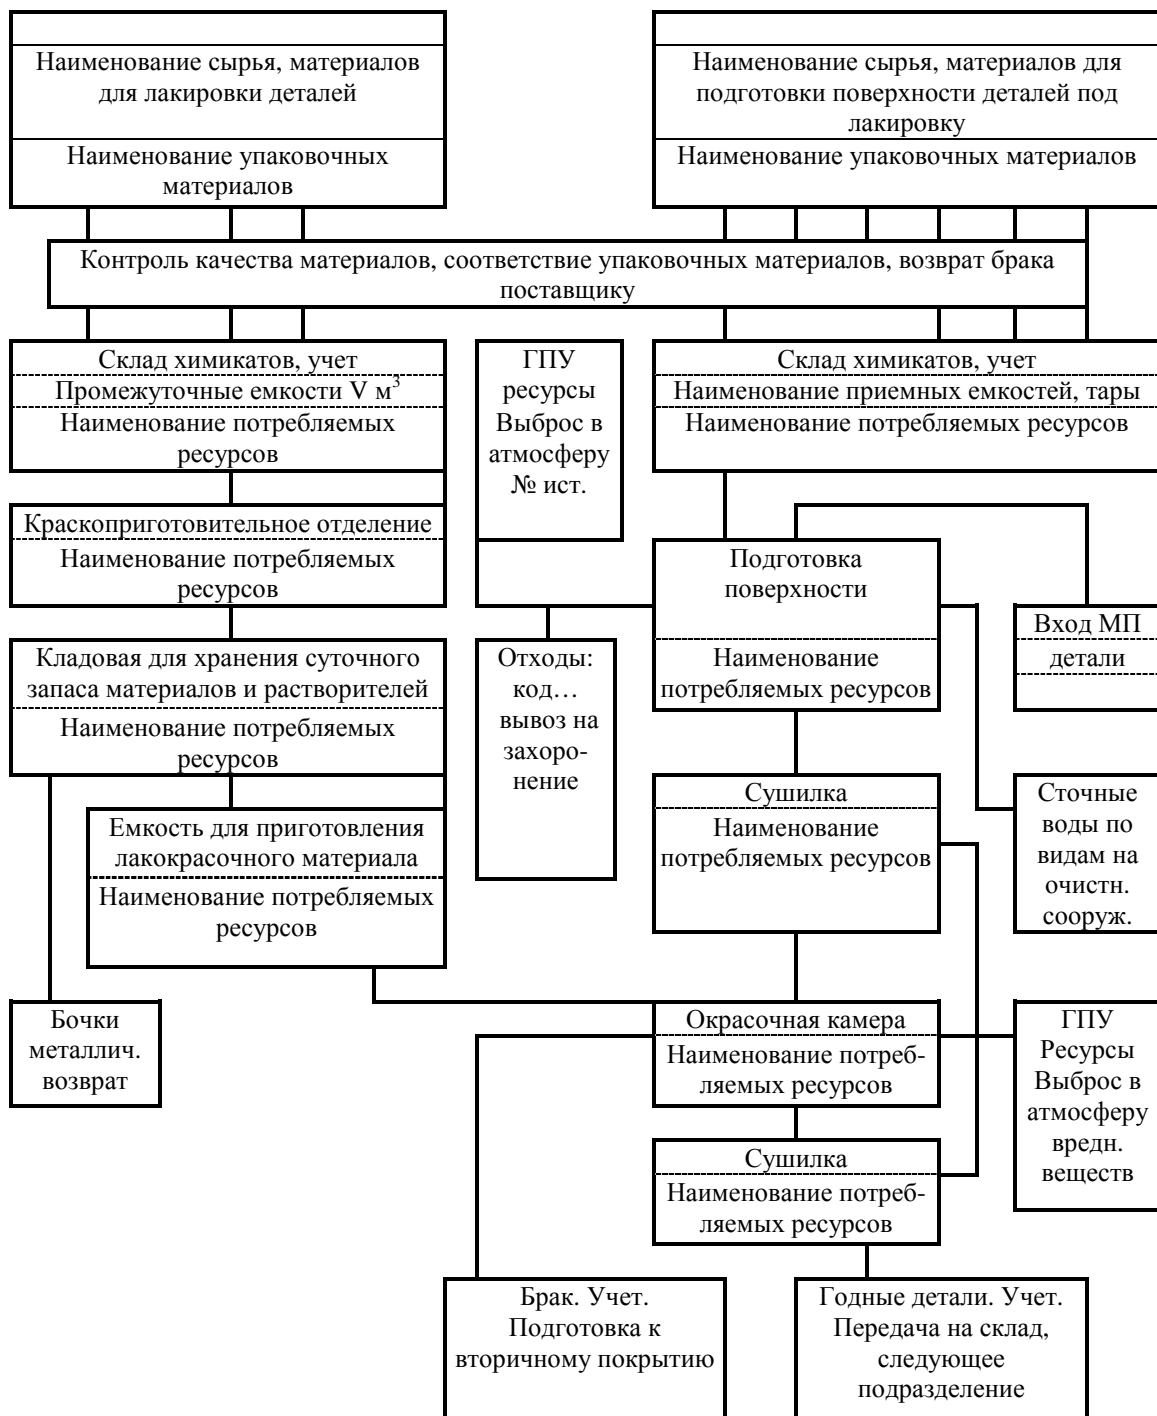 Наименование сырья, материалов
для лакировки деталей
Наименование упаковочных
материалов
Наименование сырья, материалов для
подготовки поверхности деталей под
лакировку
Наименование упаковочных материалов
Контроль качества материалов, соответствие упаковочных материалов, возврат брака
поставщику
Склад химикатов, учет
Промежуточные емкости V м³
Наименование потребляемых
ресурсов
ГПУ
ресурсы
Выброс в
атмосферу
№ ист.
Склад химикатов, учет
Наименование приемных емкостей, тары
Наименование потребляемых ресурсов
Краскоприготовительное отделение
Наименование потребляемых
ресурсов
Подготовка
поверхности
Наименование
потребляемых ресурсов
Вход МП
детали
Кладовая для хранения суточного
запаса материалов и растворителей
Наименование потребляемых
ресурсов
Отходы:
код…
вывоз на
захоро-
нение
Сушилка
Наименование
потребляемых ресурсов
Сточные
воды по
видам на
очистн.
сооруж.
Емкость для приготовления
лакокрасочного материала
Наименование потребляемых
ресурсов
Бочки
металлич.
возврат
Окрасочная камера
Наименование потреб-
ляемых ресурсов
ГПУ
Ресурсы
Выброс в
атмосферу
вредн.
веществ
Сушилка
Наименование потреб-
ляемых ресурсов
Брак. Учет.
Подготовка к
вторичному покрытию
Годные детали. Учет.
Передача на склад,
следующее
подразделение